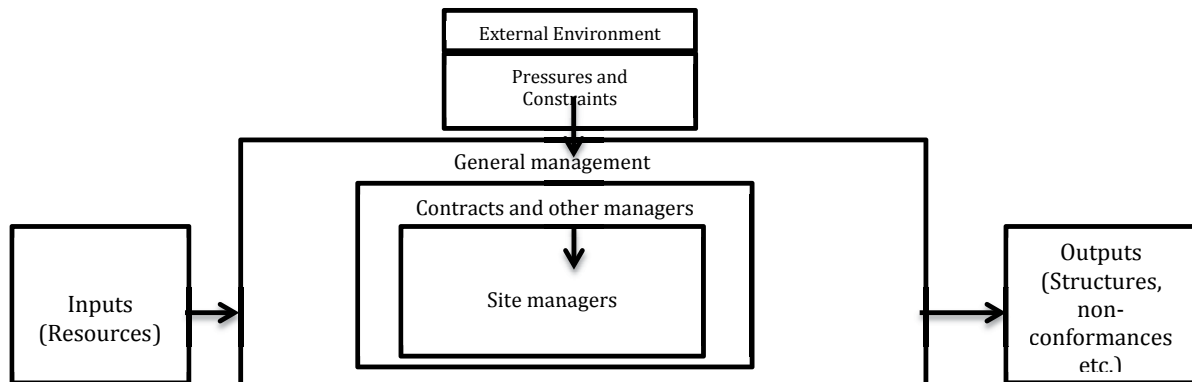 External Environment
Pressures and
Constraints
General management
Contracts and other managers
Site managers
Inputs
(Resources)
Outputs
(Structures,
non-
conformances
etc.)